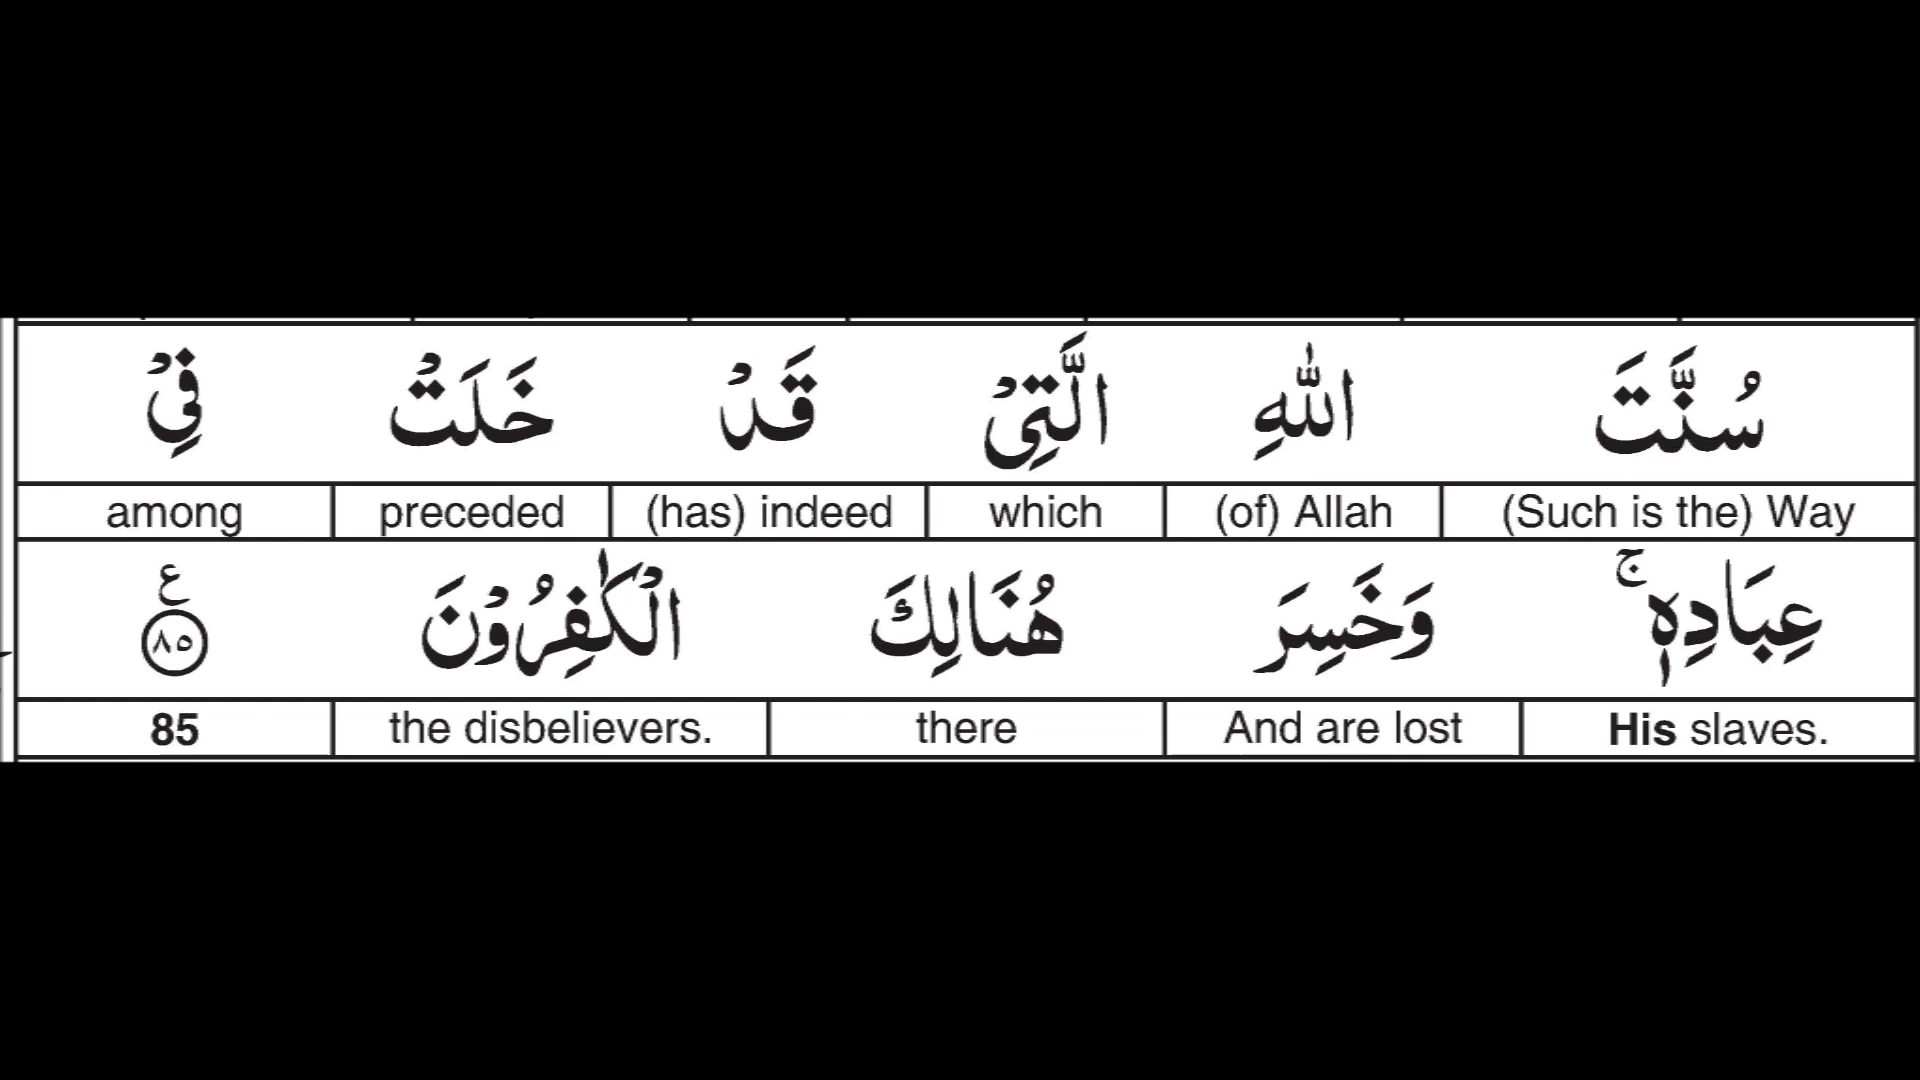 سُنَّتَ اللّٰهِ الَّتِىْ قَدْ خَلَتْ فِىْ
(Such is the) Way (of) Allah which (has) indeed preceded among
عِبَادِهٖ ۚ وَخَسِرَ هُنَالِكَ الْكٰفِرُوْنَ ع ٨٥
His slaves. And are lost there the disbelievers. 85